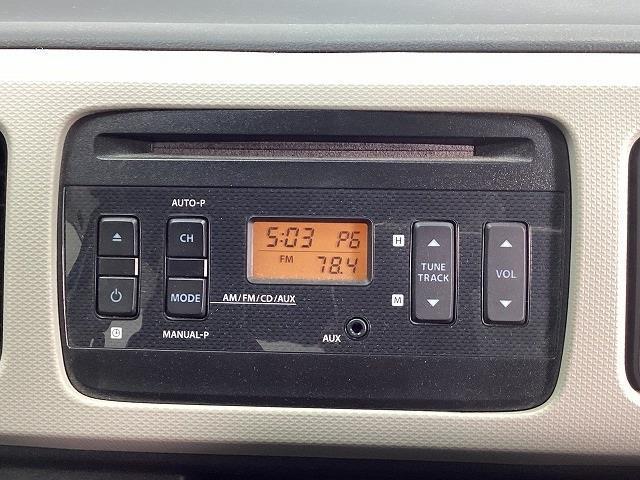 AUTO-P
CH
MODE
AM/FM/CD/AUX
MANUAL-P
5:03 P6
FM 78.4
AUX
H
TUNE
TRACK
M
VOL